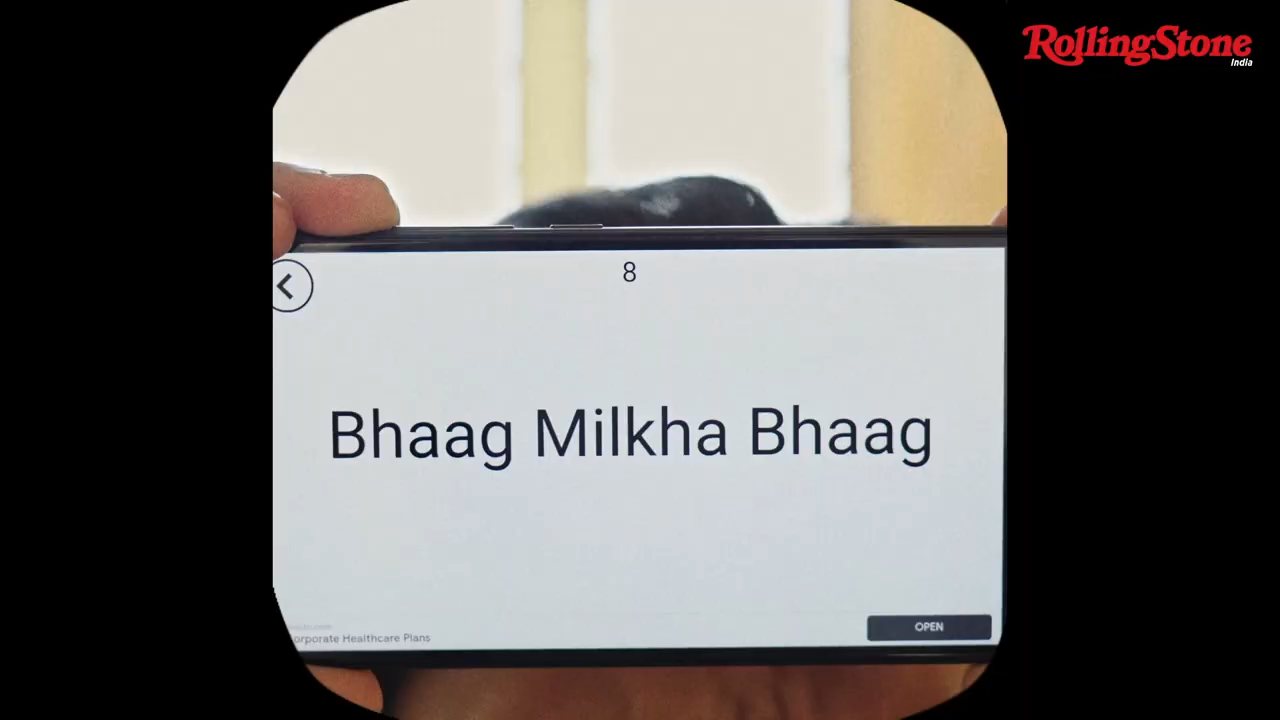 RollingStone
India
8
Bhaag Milkha Bhaag
orporate Healthcare Plans
OPEN